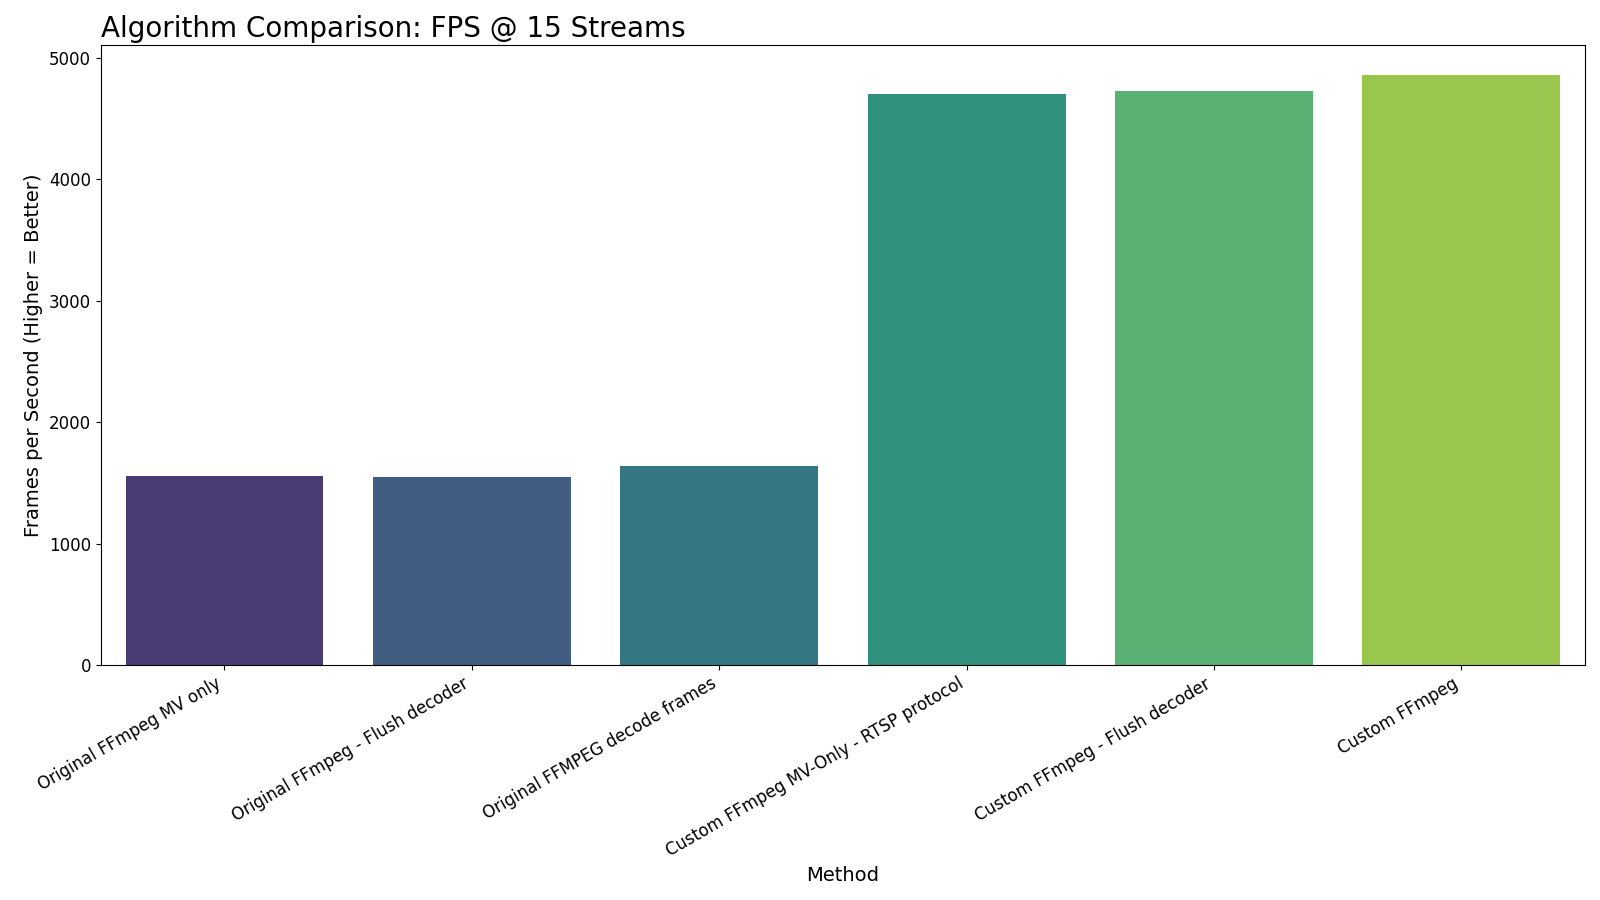 Algorithm Comparison: FPS @ 15 Streams
Frames per Second (Higher = Better)
5000
4000
3000
2000
1000
0
Original FFmpeg MV only
Original FFmpeg - Flush decoder
Original FFMPEG decode frames
Custom FFmpeg MV-Only - RTSP protocol
Custom FFmpeg - Flush decoder
Custom FFmpeg
Method